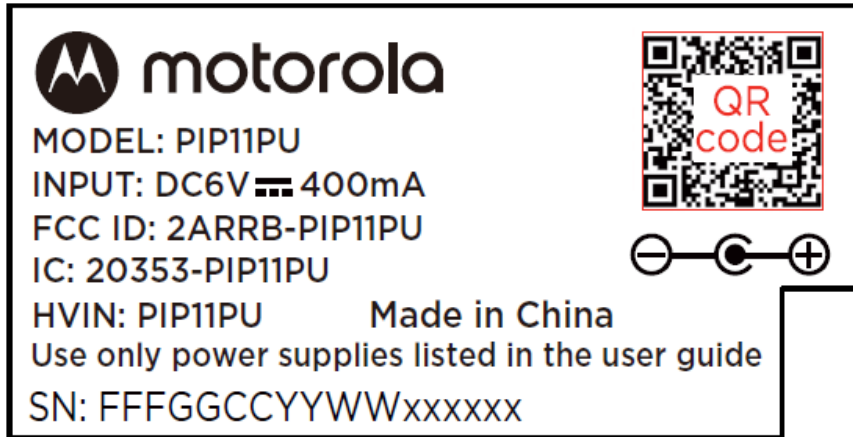 motorola
QR
code
MODEL: PIP11PU
INPUT: DC6V ⎓ 400mA
FCC ID: 2ARRB-PIP11PU
IC: 20353-PIP11PU
HVIN: PIP11PU Made in China
Use only power supplies listed in the user guide
SN: FFFGGCCYYWWxxxxxx